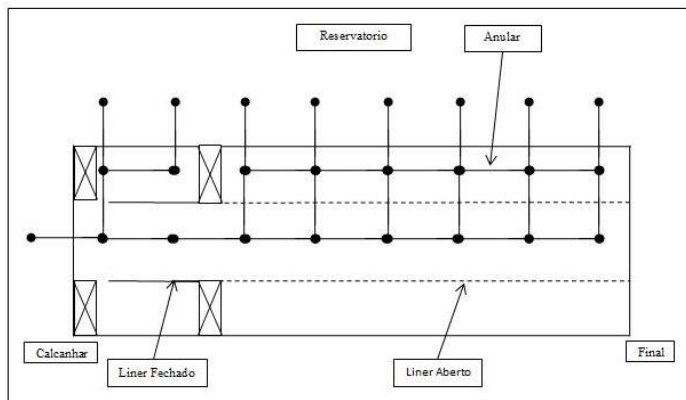 Reservatorio
Anular
Calcanhar
Liner Fechado
Liner Aberto
Final